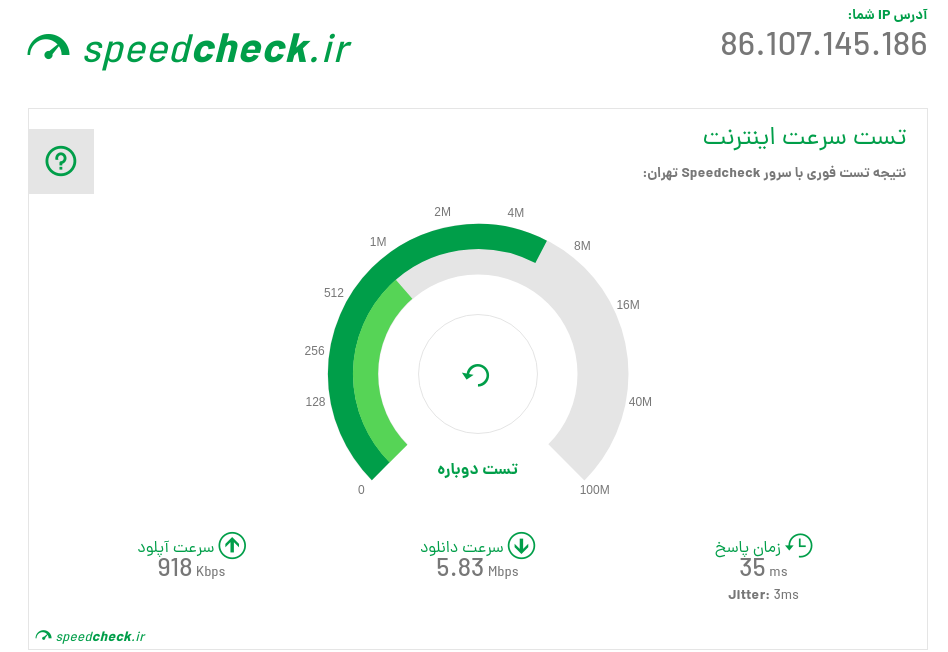 speedcheck.ir
آدرس IP شما:
86.107.145.186
تست سرعت اینترنت
نتیجه تست فوری با سرور Speedcheck تهران:
?
2M
4M
1M
8M
512
16M
256
128
40M
تست دوباره
0
100M
زمان پاسخ
35 ms
Jitter: 3ms
سرعت دانلود
5.83 Mbps
سرعت آپلود
918 Kbps
speedcheck.ir